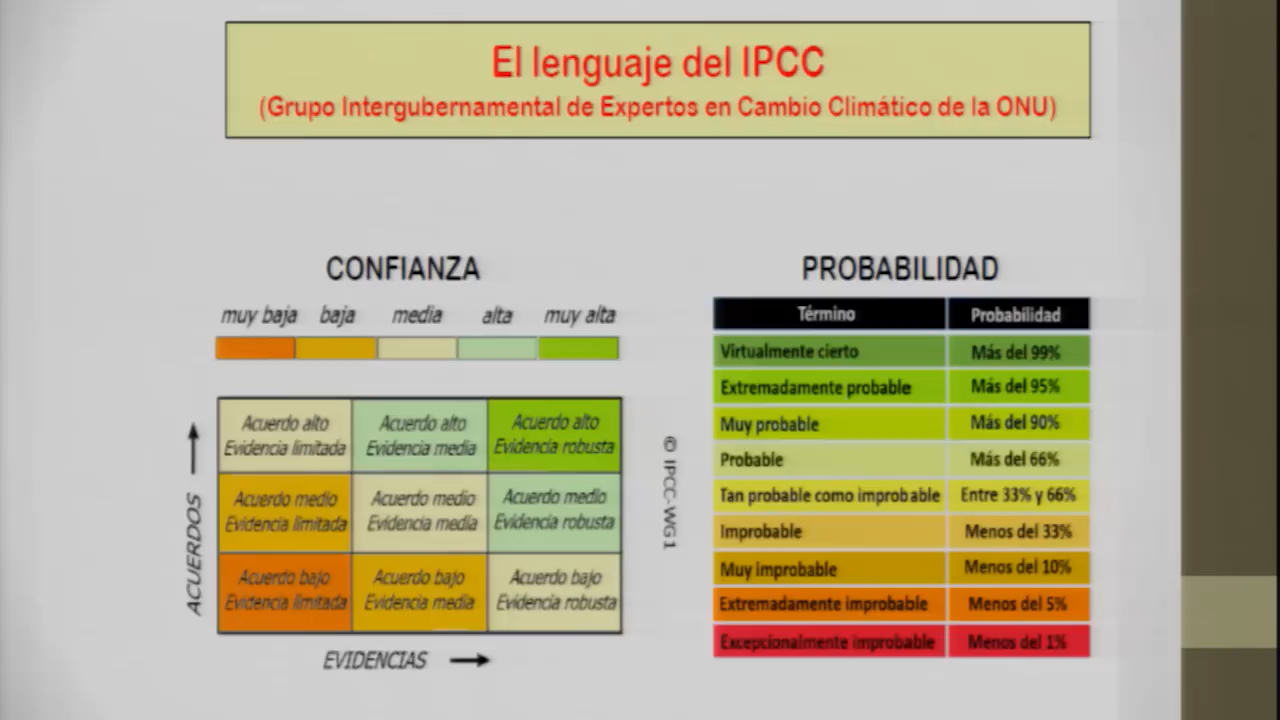 El lenguaje del IPCC
(Grupo Intergubernamental de Expertos en Cambio Climático de la ONU)
CONFIANZA
muy baja baja media alta muy alta
Acuerdo alto
Evidencia limitada
Acuerdo alto
Evidencia media
Acuerdo alto
Evidencia robusta
Acuerdo medio
Evidencia limitada
Acuerdo medio
Evidencia media
Acuerdo medio
Evidencia robusta
Acuerdo bajo
Evidencia limitada
Acuerdo bajo
Evidencia media
Acuerdo bajo
Evidencia robusta
ACUERDOS
EVIDENCIAS
© IPCC-WG1
PROBABILIDAD
Término Probabilidad
Virtualmente cierto Más del 99%
Extremadamente probable Más del 95%
Muy probable Más del 90%
Probable Más del 66%
Tan probable como improbable Entre 33% y 66%
Improbable Menos del 33%
Muy improbable Menos del 10%
Extremadamente improbable Menos del 5%
Excepcionalmente improbable Menos del 1%